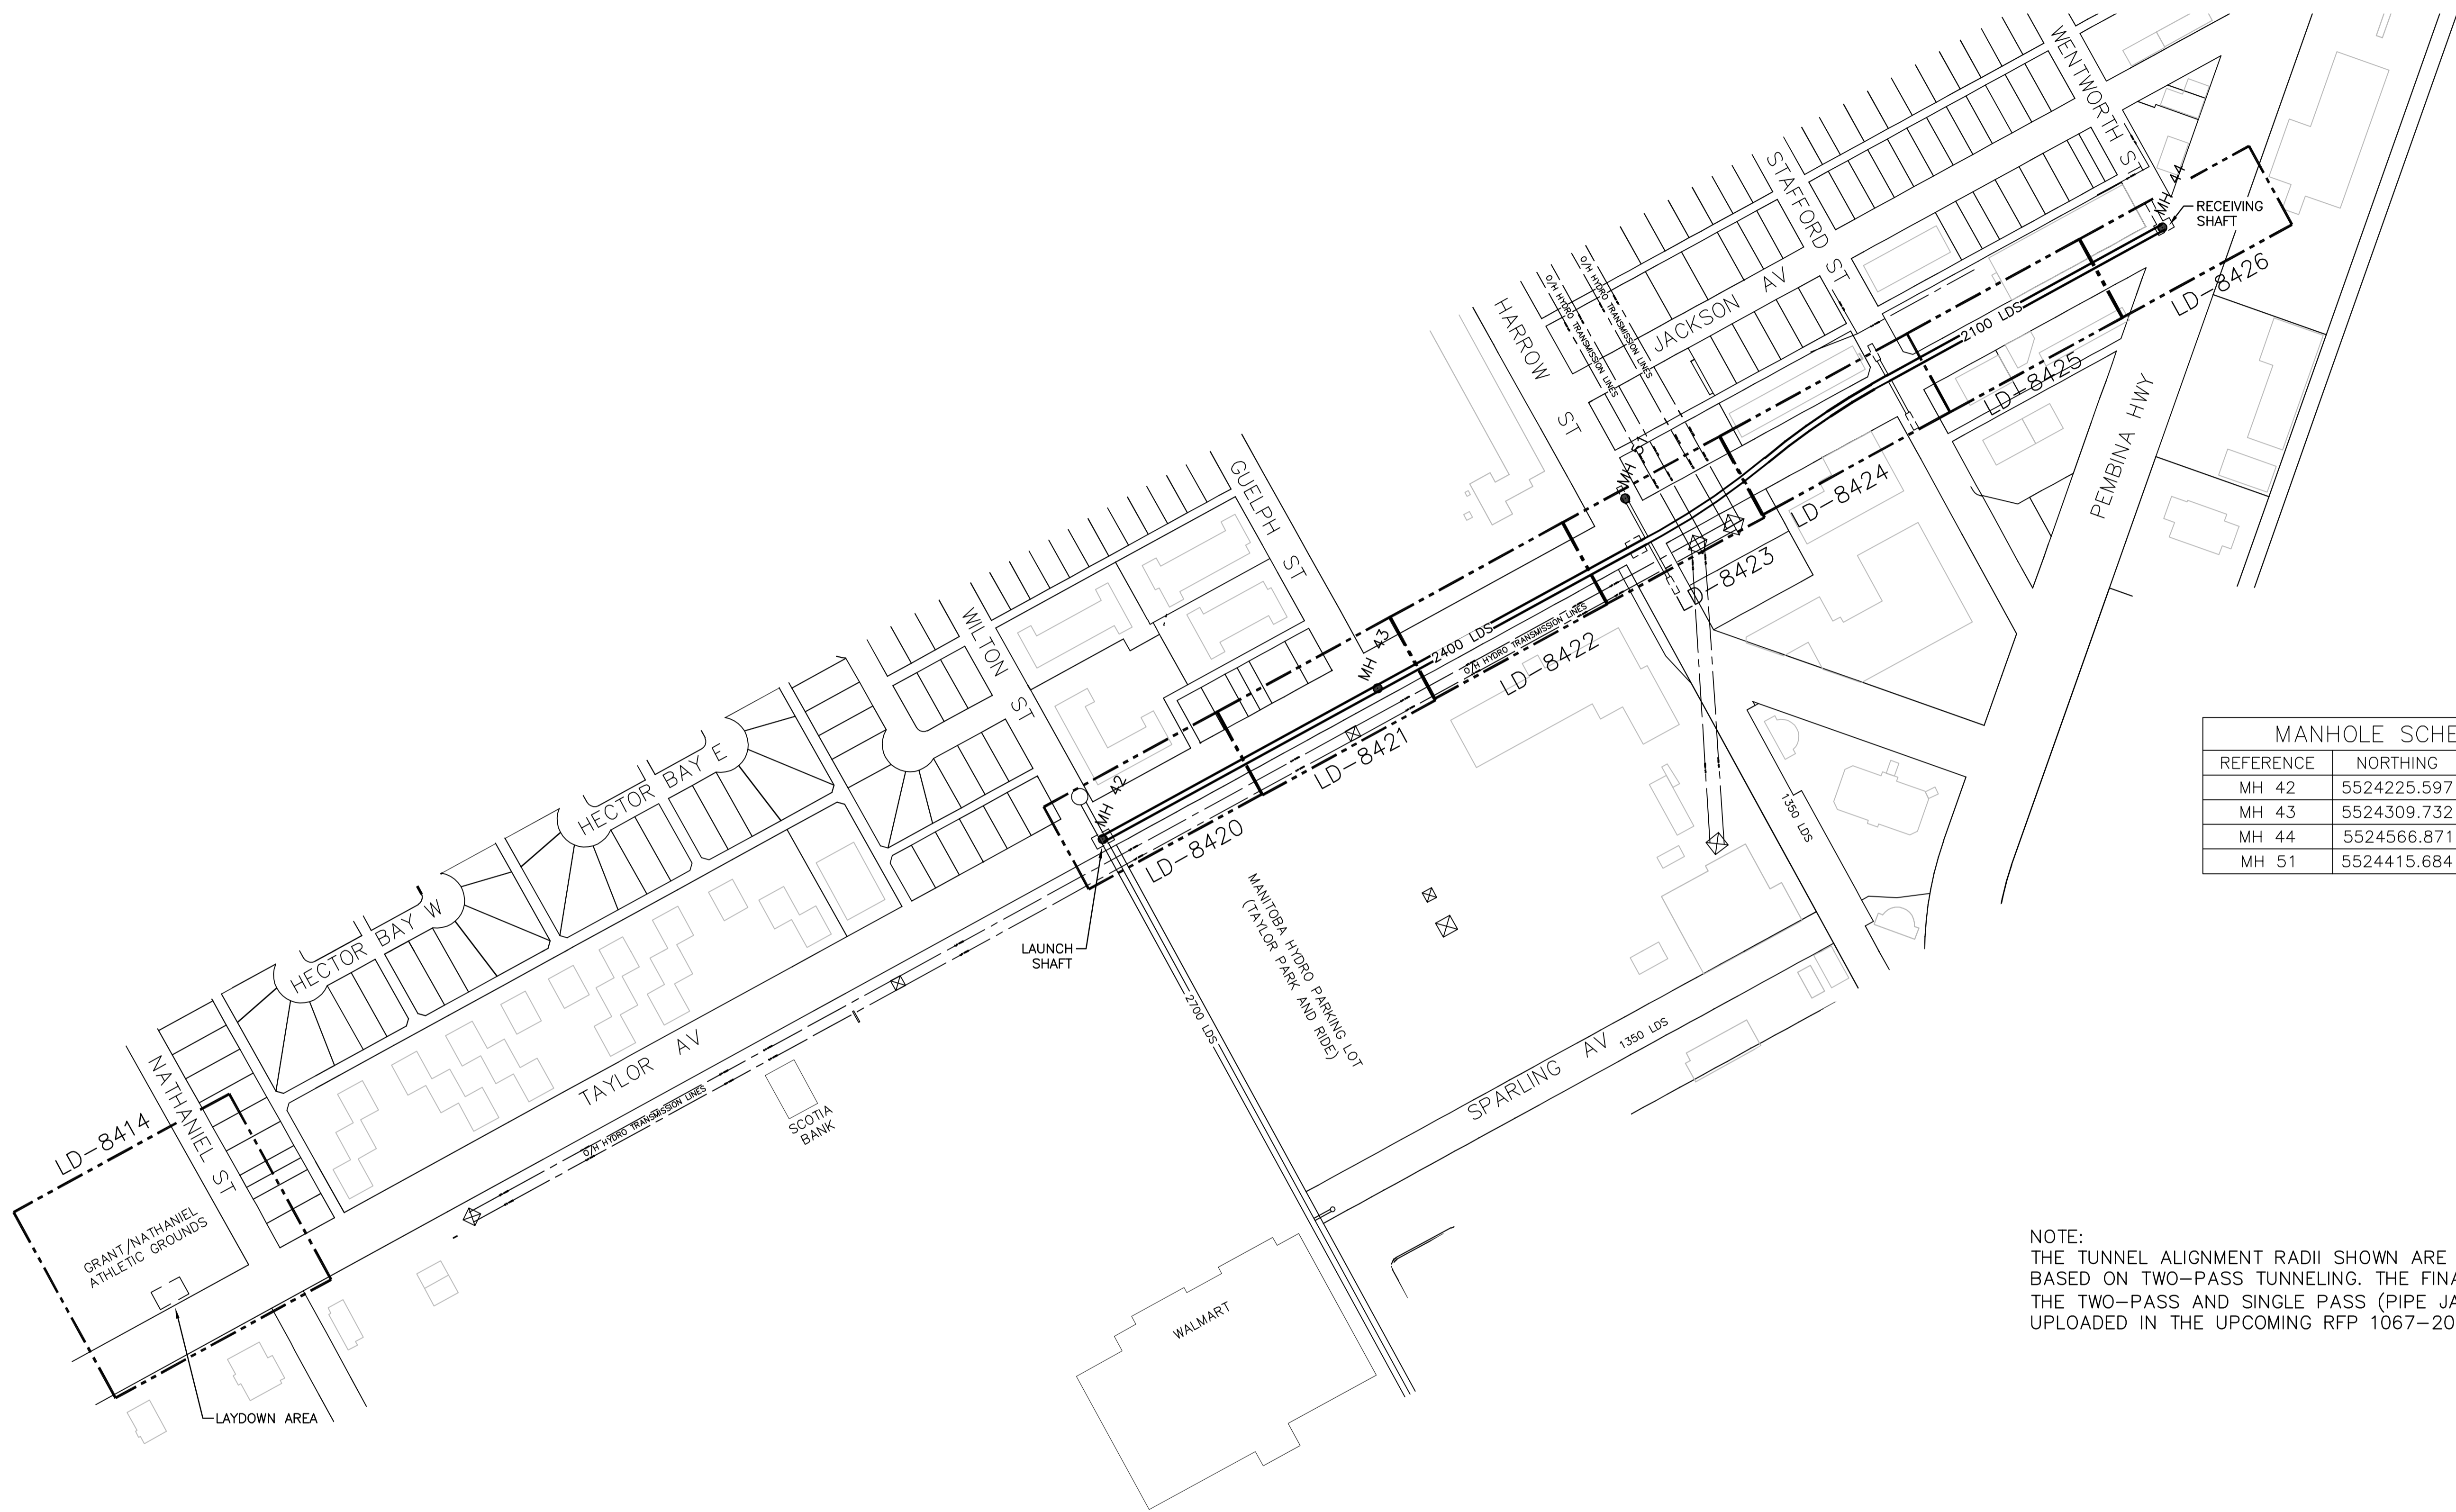 WENTWORTH ST
STAFFORD ST
MH 44
RECEIVING
SHAFT
LD-8426
O/H HYDRO TRANSMISSION LINES
O/H HYDRO TRANSMISSION LINES
HARROW ST
JACKSON AV
2100 LDS
LD-8425
PEMBINA HWY
MH 51
LD-8424
GUELPH ST
LD-8423
WILTON ST
MH 43
2400 LDS
O/H HYDRO TRANSMISSION LINES
LD-8422
LD-8421
HECTOR BAY E
MH 42
LD-8420
1350 LDS
HECTOR BAY W
LAUNCH
SHAFT
MANITOBA HYDRO PARKING LOT
(TAYLOR PARK AND RIDE)
2700 LDS
MANHOLE SCHE
REFERENCE NORTHING
MH 42 5524225.597
MH 43 5524309.732
MH 44 5524566.871
MH 51 5524415.684
NATHANIEL ST
TAYLOR AV
O/H HYDRO TRANSMISSION LINES
SCOTIA
BANK
SPARLING AV
1350 LDS
LD-8414
GRANT/NATHANIEL
ATHLETIC GROUNDS
LAYDOWN AREA
WALMART
NOTE:
THE TUNNEL ALIGNMENT RADII SHOWN ARE
BASED ON TWO-PASS TUNNELING. THE FINA
THE TWO-PASS AND SINGLE PASS (PIPE JA
UPLOADED IN THE UPCOMING RFP 1067-20